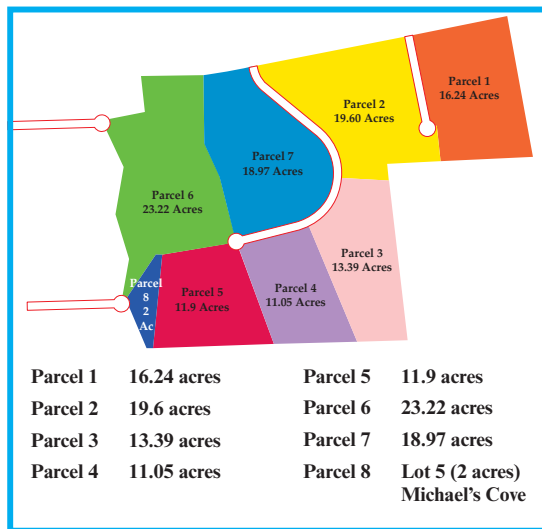 Parcel 1
16.24 Acres
Parcel 2
19.60 Acres
Parcel 7
18.97 Acres
Parcel 6
23.22 Acres
Parcel 3
13.39 Acres
Parcel
8
2
Ac
Parcel 5
11.9 Acres
Parcel 4
11.05 Acres
Parcel 1 16.24 acres
Parcel 2 19.6 acres
Parcel 3 13.39 acres
Parcel 4 11.05 acres
Parcel 5 11.9 acres
Parcel 6 23.22 acres
Parcel 7 18.97 acres
Parcel 8 Lot 5 (2 acres)
Michael's Cove